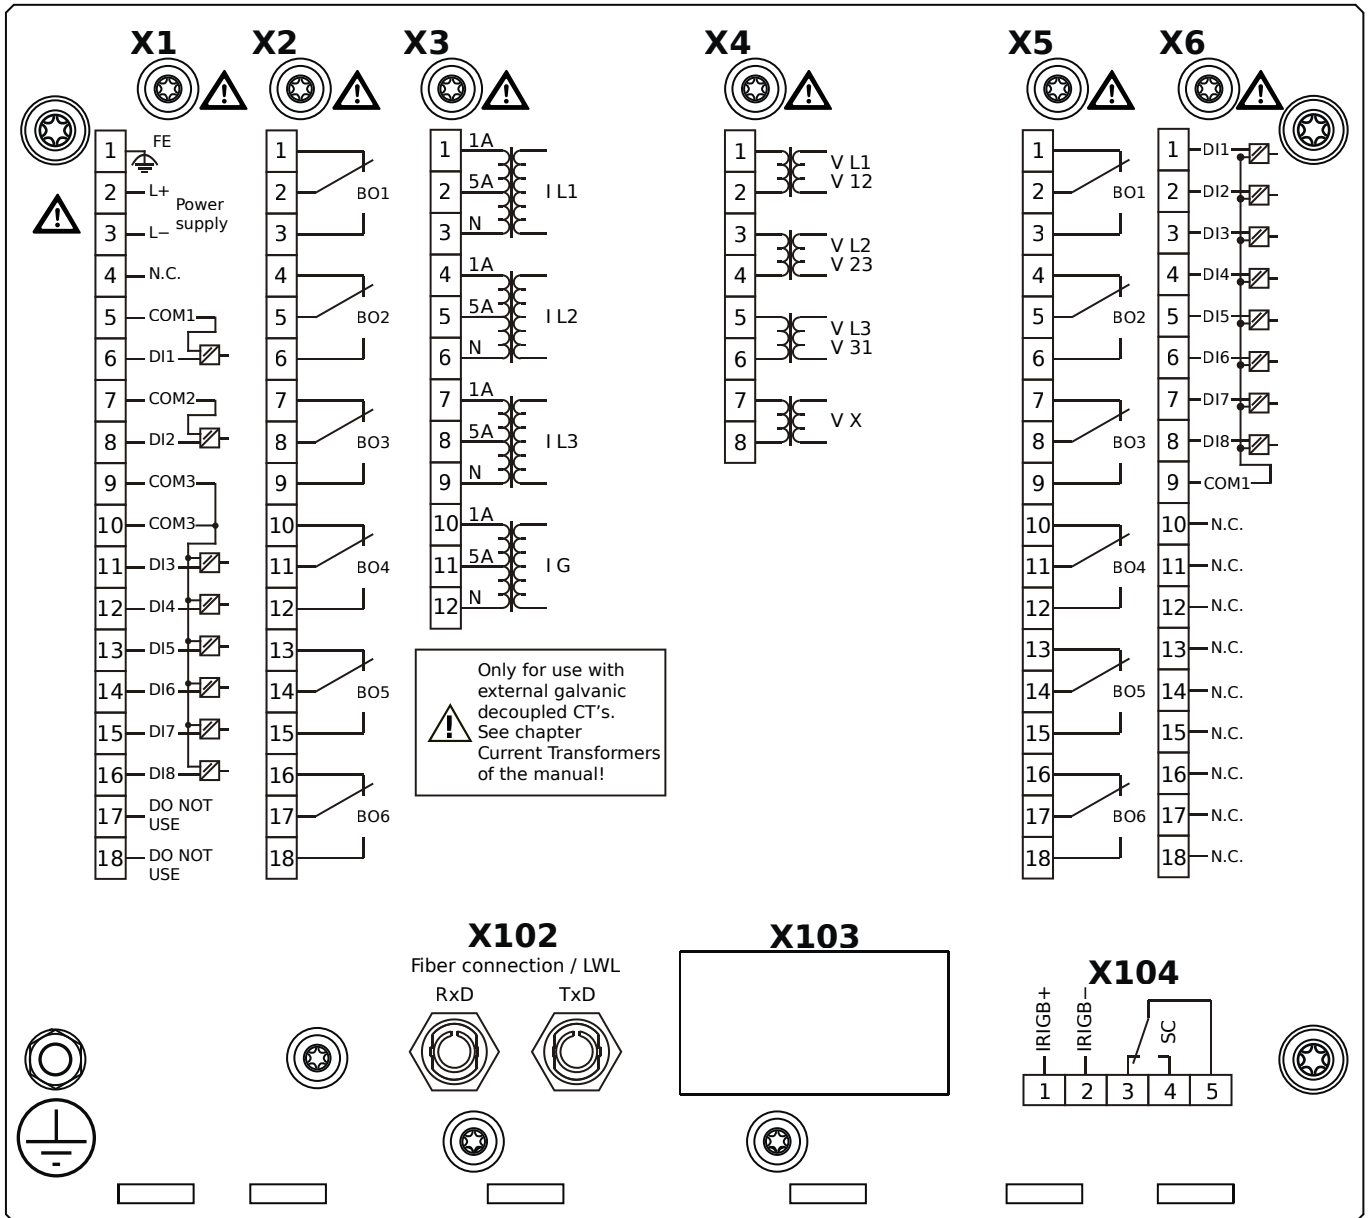 X1
X2
X3
X4
X5
X6
1
FE
2
L+
Power
supply
3
L−
4
N.C.
5
COM1
6
DI1
7
COM2
8
DI2
9
COM3
10
COM3
11
DI3
12
DI4
13
DI5
14
DI6
15
DI7
16
DI8
17
DO NOT
USE
18
DO NOT
USE
1
2
BO1
3
4
5
BO2
6
7
8
BO3
9
10
11
BO4
12
13
14
BO5
15
16
17
BO6
18
1
1A
2
5A
I L1
3
N
4
1A
5
5A
I L2
6
N
7
1A
8
5A
I L3
9
N
10
1A
11
5A
I G
12
N
Only for use with
external galvanic
decoupled CT's.
See chapter
Current Transformers
of the manual!
1
V L1
V 12
2
3
V L2
V 23
4
5
V L3
V 31
6
7
V X
8
1
2
BO1
3
4
5
BO2
6
7
8
BO3
9
10
11
BO4
12
13
14
BO5
15
16
17
BO6
18
1
DI1
2
DI2
3
DI3
4
DI4
5
DI5
6
DI6
7
DI7
8
DI8
9
COM1
10
N.C.
11
N.C.
12
N.C.
13
N.C.
14
N.C.
15
N.C.
16
N.C.
17
N.C.
18
N.C.
X102
Fiber connection / LWL
RxD
TxD
X103
X104
IRIGB+
IRIGB−
SC
1
2
3
4
5